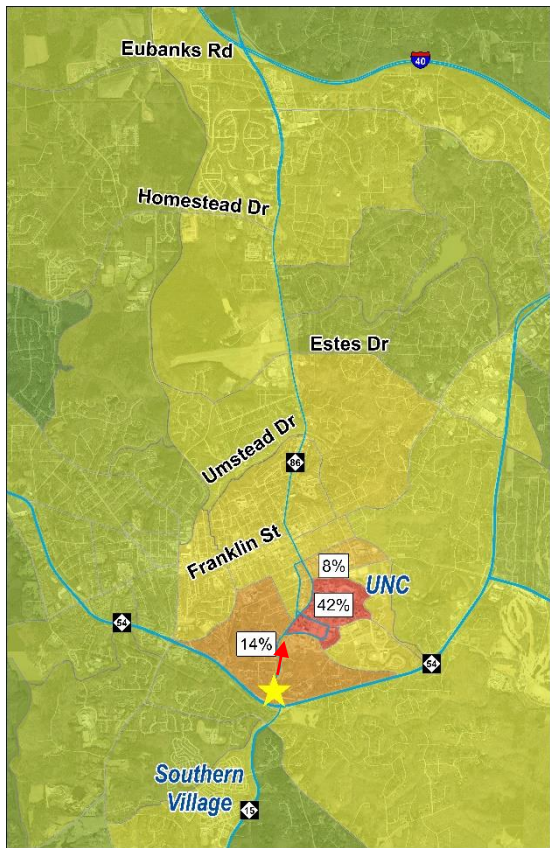 Eubanks Rd
40
Homestead Dr
Estes Dr
Umstead Dr
86
Franklin St
8%
UNC
42%
54
14%
54
Southern
Village
15